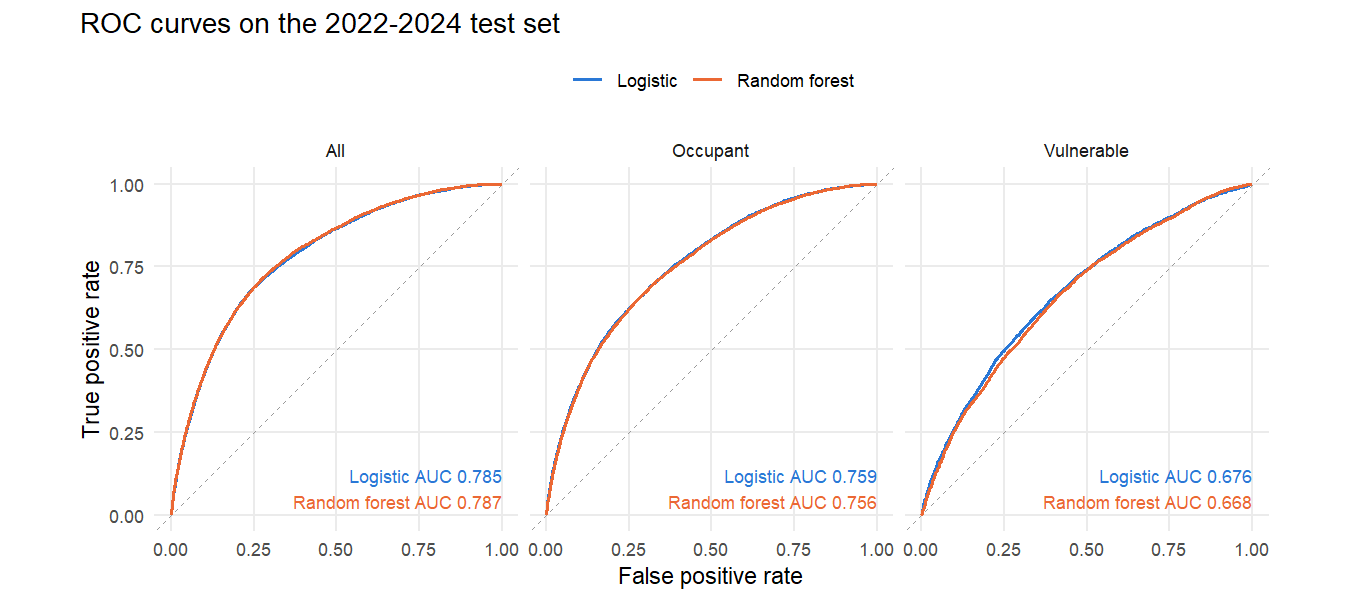 ROC curves on the 2022-2024 test set
Logistic Random forest
All Occupant Vulnerable
True positive rate
1.00
0.75
0.50
0.25
0.00
Logistic AUC 0.785
Random forest AUC 0.787
Logistic AUC 0.759
Random forest AUC 0.756
Logistic AUC 0.676
Random forest AUC 0.668
0.00 0.25 0.50 0.75 1.00 0.00 0.25 0.50 0.75 1.00 0.00 0.25 0.50 0.75 1.00
False positive rate